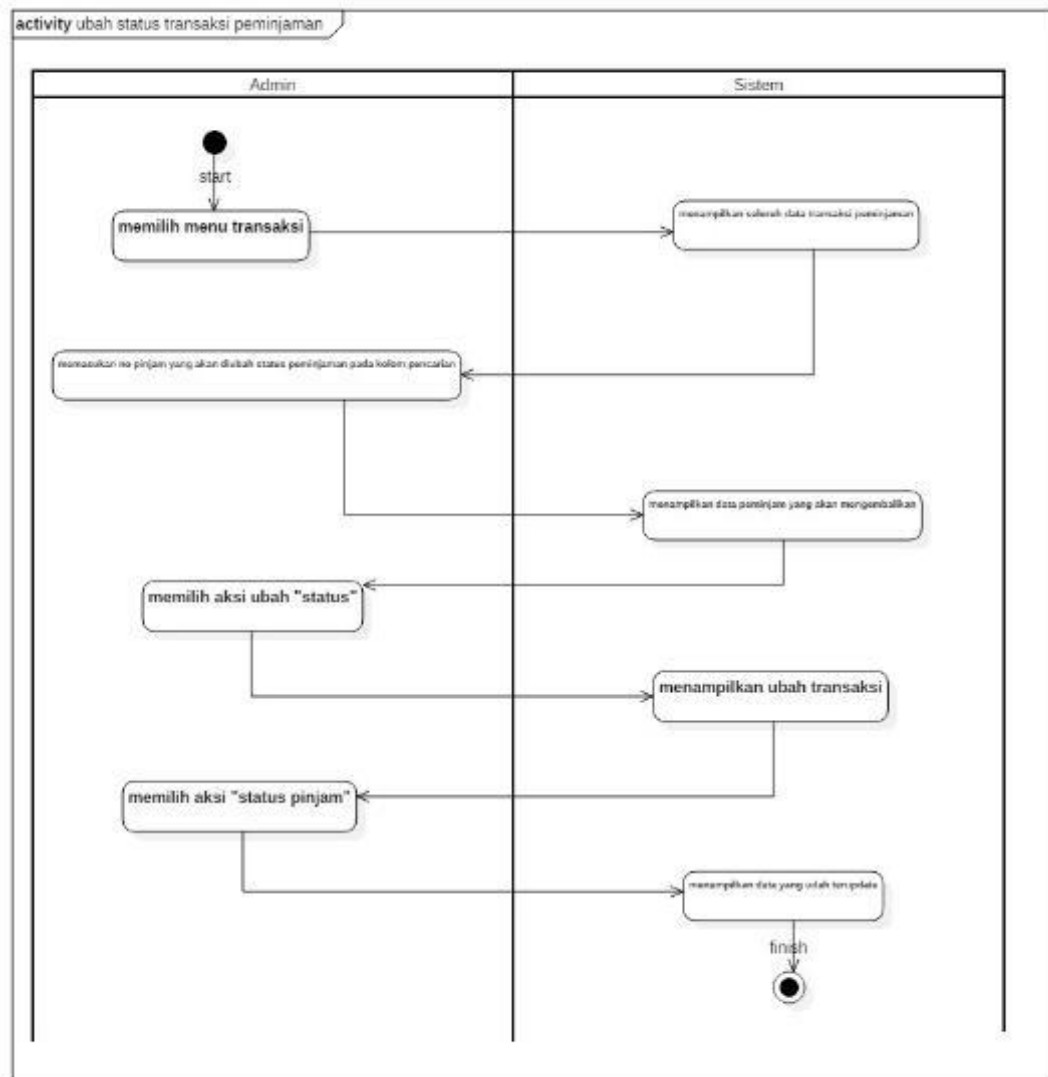 activity ubah status transaksi peminjaman
Admin
Sistem
start
memilih menu transaksi
menampilkan seluruh data transaksi peminjaman
memasukan no pinjam yang akan diubah status peminjaman pada kolom pencarian
menampilkan data peminjam yang akan mengembalikan
memilih aksi ubah "status"
menampilkan ubah transaksi
memilih aksi "status pinjam"
menampilkan data yang udah terupdate
finish